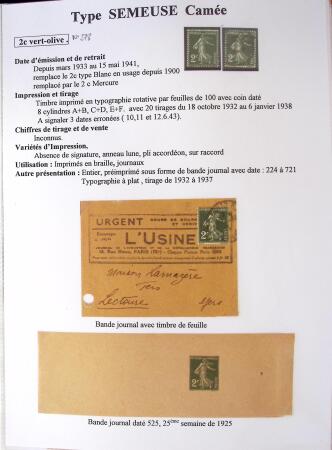 Type SEMEUSE Camée
2c vert-olive. N° 278
Date d'émission et de retrait
Depuis mars 1933 au 15 mai 1941,
remplace le 2c type Blanc en usage depuis 1900
remplacé par le 2 c Mercure
Impression et tirage
Timbre imprimé en typographie rotative par feuilles de 100 avec coin daté
8 cylindres A+B, C+D, E+F. avec 20 tirages du 18 octobre 1932 au 6 janvier 1938
A signaler 3 dates erronées ( 10,11 et 12.6.43).
Chiffres de tirage et de vente
Inconnus.
Variétés d'Impression,
Absence de signature, anneau lune, pli accordéon, sur raccord
Utilisation : Imprimés en braille, journaux
Autre présentation : Entier, préimprimé sous forme de bande journal avec date : 224 à 721
Typographie à plat , tirage de 1932 à 1937
URGENT
L'USINE
Lectoure
Gers
Bande journal avec timbre de feuille
Bande journal daté 525, 25ème semaine de 1925